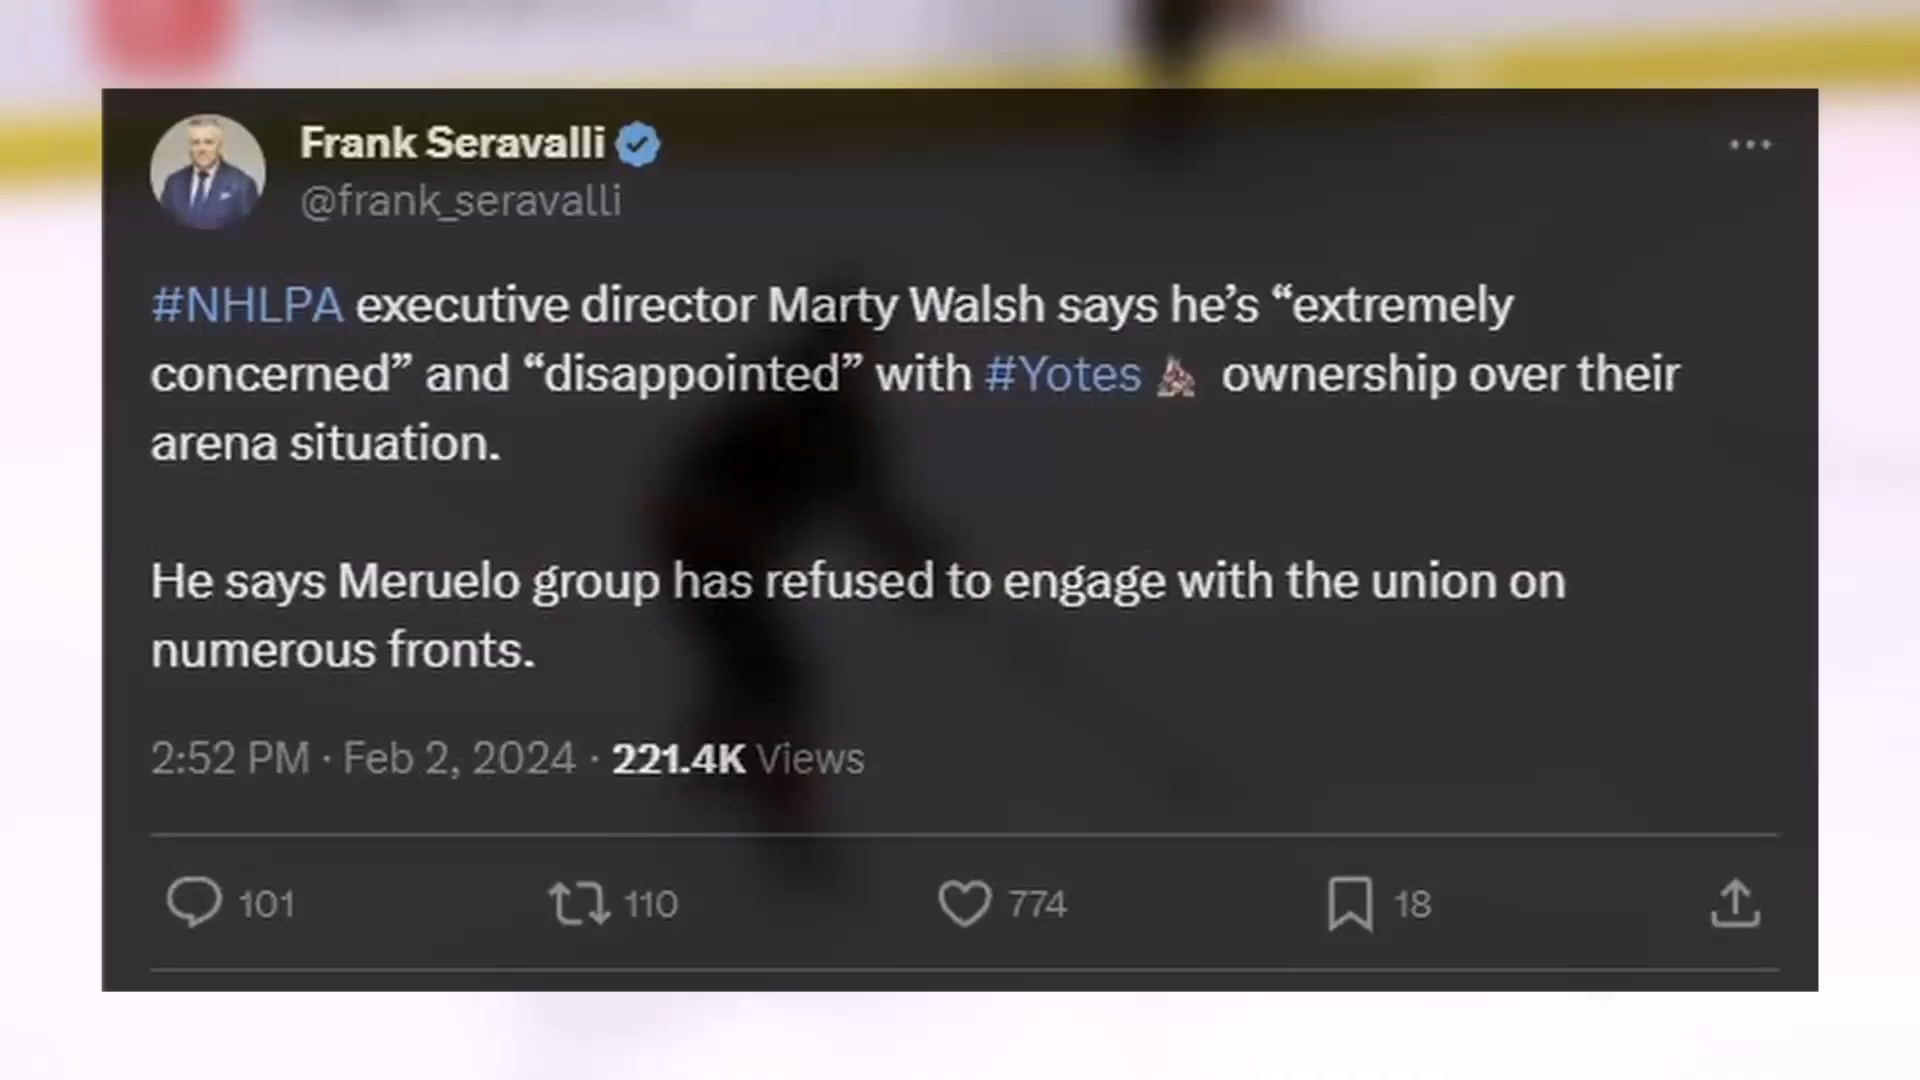 Frank Seravalli
@frank_seravalli
#NHLPA executive director Marty Walsh says he’s “extremely
concerned” and “disappointed” with #Yotes ownership over their
arena situation.
He says Meruelo group has refused to engage with the union on
numerous fronts.
2:52 PM · Feb 2, 2024 · 221.4K Views
101 110 774 18